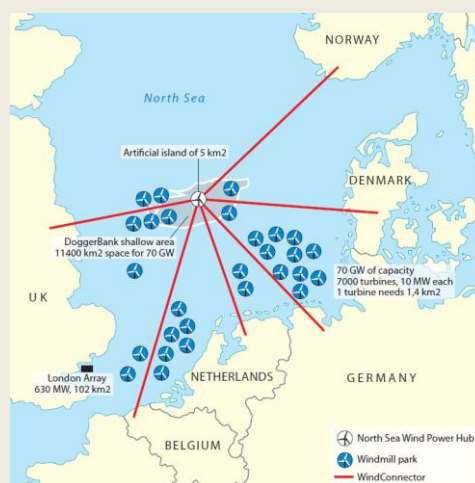 NORWAY
North Sea
Artificial island of 5 km2
DENMARK
DoggerBank shallow area
11400 km2 space for 70 GW
70 GW of capacity
7000 turbines, 10 MW each
1 turbine needs 1,4 km2
UK
London Array
630 MW, 102 km2
NETHERLANDS
GERMANY
BELGIUM
North Sea Wind Power Hub
Windmill park
WindConnector